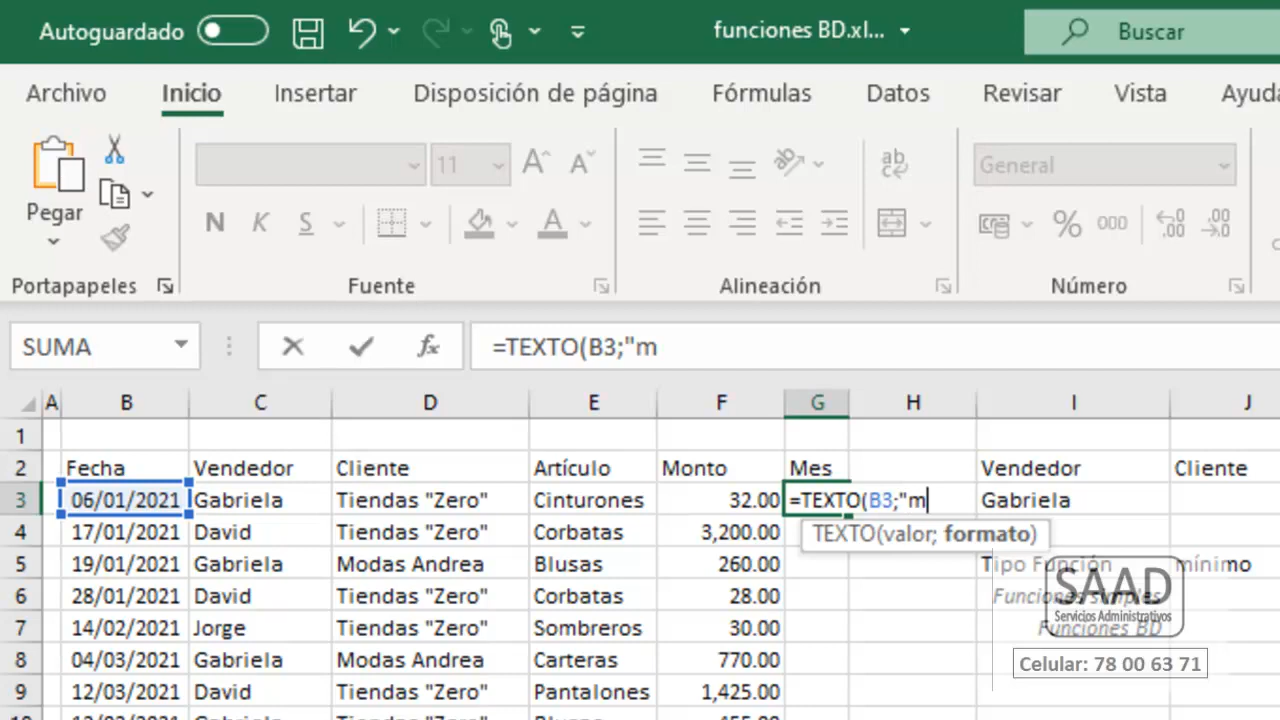 Autoguardado funciones BD.xl... Buscar
Archivo Inicio Insertar Disposición de página Fórmulas Datos Revisar Vista Ayuda
11 General
Pegar N K S % 000
Portapapeles Fuente Alineación Número
SUMA =TEXTO(B3;"m
A B C D E F G H I J
1
2 Fecha Vendedor Cliente Artículo Monto Mes Vendedor Cliente
3 06/01/2021 Gabriela Tiendas "Zero" Cinturones 32.00 =TEXTO(B3;"m Gabriela
TEXTO(valor; formato)
4 17/01/2021 David Tiendas "Zero" Corbatas 3,200.00
5 19/01/2021 Gabriela Modas Andrea Blusas 260.00 Tipo Función mínimo
6 28/01/2021 David Tiendas "Zero" Corbatas 28.00 Funciones simples
7 14/02/2021 Jorge Tiendas "Zero" Sombreros 30.00 Funciones BD
SAAD
Servicios Administrativos
8 04/03/2021 Gabriela Modas Andrea Carteras 770.00
Celular: 78 00 63 71
9 12/03/2021 David Tiendas "Zero" Pantalones 1,425.00